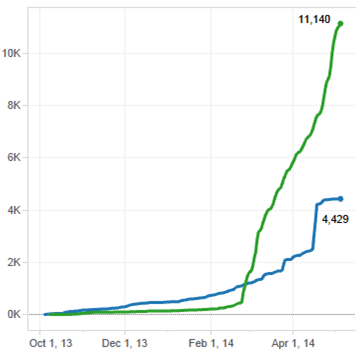 11,140
10K
8K
6K
4K
4,429
2K
0K
Oct 1, 13 Dec 1, 13 Feb 1, 14 Apr 1, 14